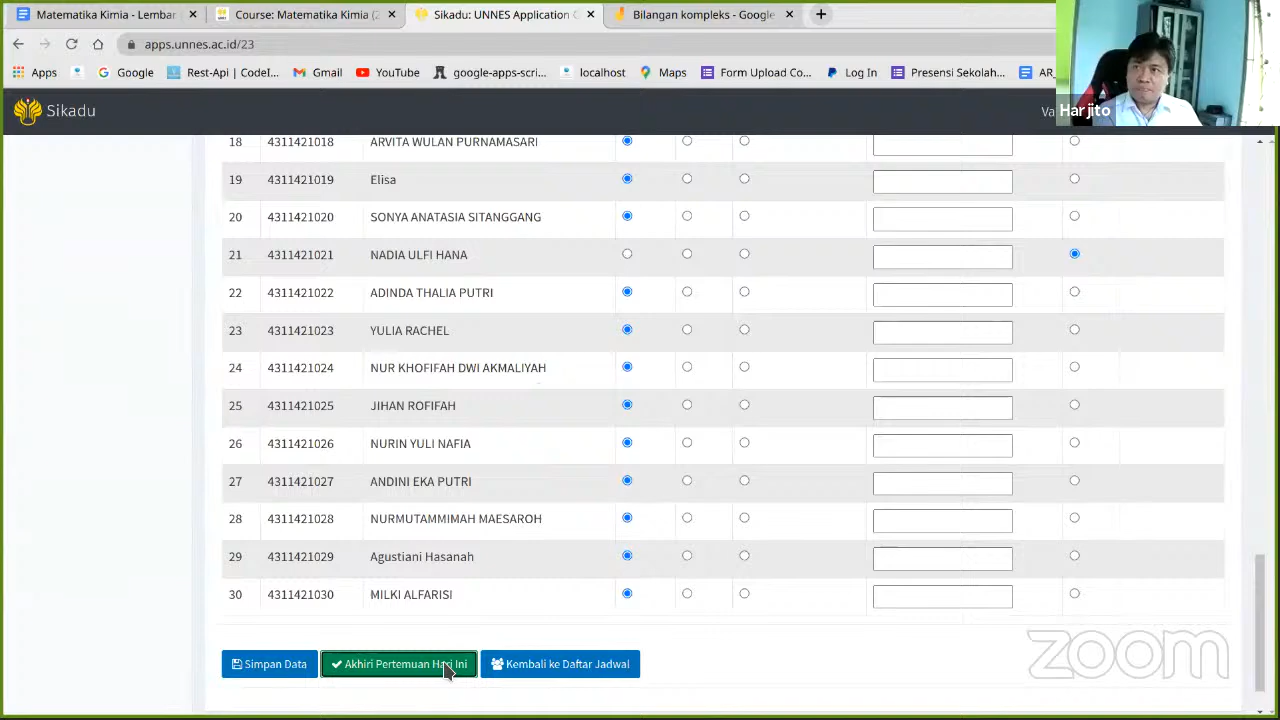 Matematika Kimia - Lembar
Course: Matematika Kimia (2
Sikadu: UNNES Application
Bilangan kompleks - Google
apps.unnes.ac.id/23
Apps
Google
Rest-Api | CodeI...
Gmail
YouTube
google-apps-scri...
localhost
Maps
Form Upload Co...
Log In
Presensi Sekolah...
AR
Sikadu
Va Harjito
18 4311421018 ARVITA WULAN PURNAMASARI
19 4311421019 Elisa
20 4311421020 SONYA ANATASIA SITANGGANG
21 4311421021 NADIA ULFI HANA
22 4311421022 ADINDA THALIA PUTRI
23 4311421023 YULIA RACHEL
24 4311421024 NUR KHOFIFAH DWI AKMALIYAH
25 4311421025 JIHAN ROFIFAH
26 4311421026 NURIN YULI NAFIA
27 4311421027 ANDINI EKA PUTRI
28 4311421028 NURMUTAMMIMAH MAESAROH
29 4311421029 Agustiani Hasanah
30 4311421030 MILKI ALFARISI
Simpan Data
Akhiri Pertemuan Hari Ini
Kembali ke Daftar Jadwal
zoom